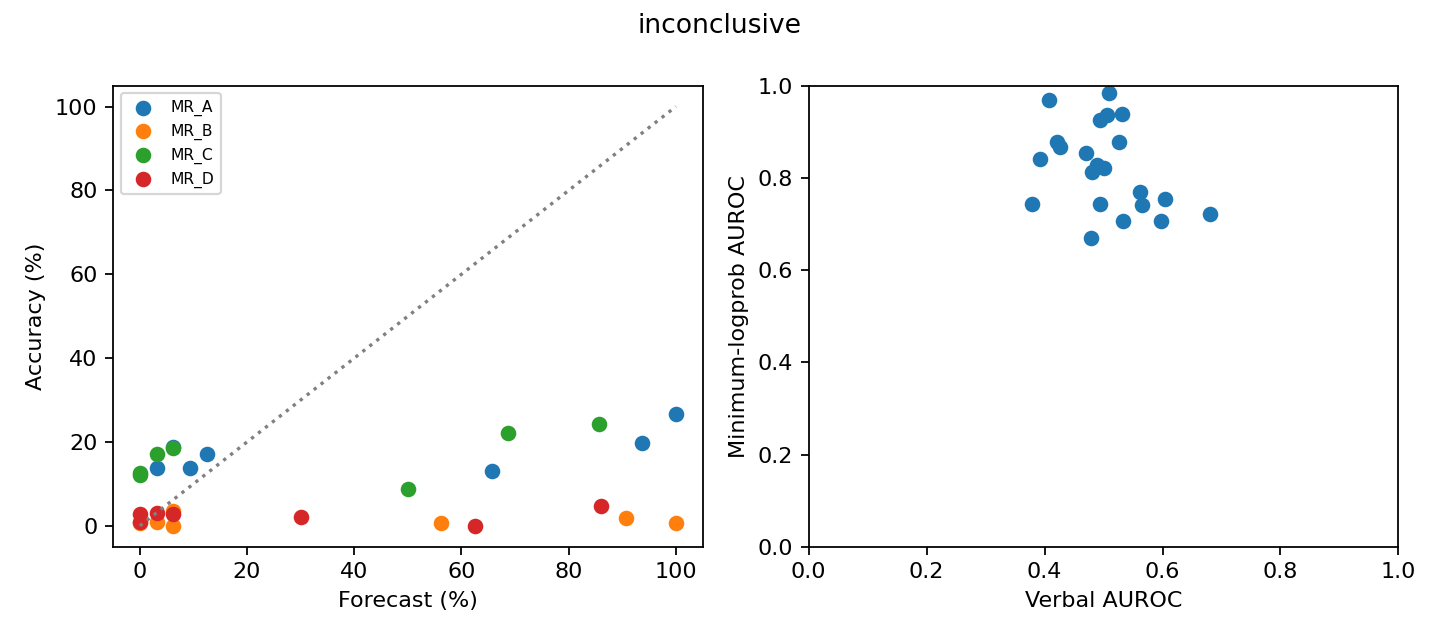 inconclusive
100
80
60
40
20
0
Accuracy (%)
MR_A
MR_B
MR_C
MR_D
0 20 40 60 80 100
Forecast (%)
1.0
0.8
0.6
0.4
0.2
0.0
Minimum-logprob AUROC
0.0 0.2 0.4 0.6 0.8 1.0
Verbal AUROC